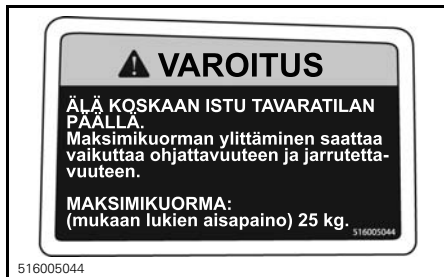 VAROITUS
ÄLÄ KOSKAAN ISTU TAVARATILAN
PÄÄLLÄ.
Maksimikuorman ylittäminen saattaa
vaikuttaa ohjattavuuteen ja jarrutetta-
vuuteen.
MAKSIMIKUORMA:
(mukaan lukien aisapaino) 25 kg.
516005044
516005044